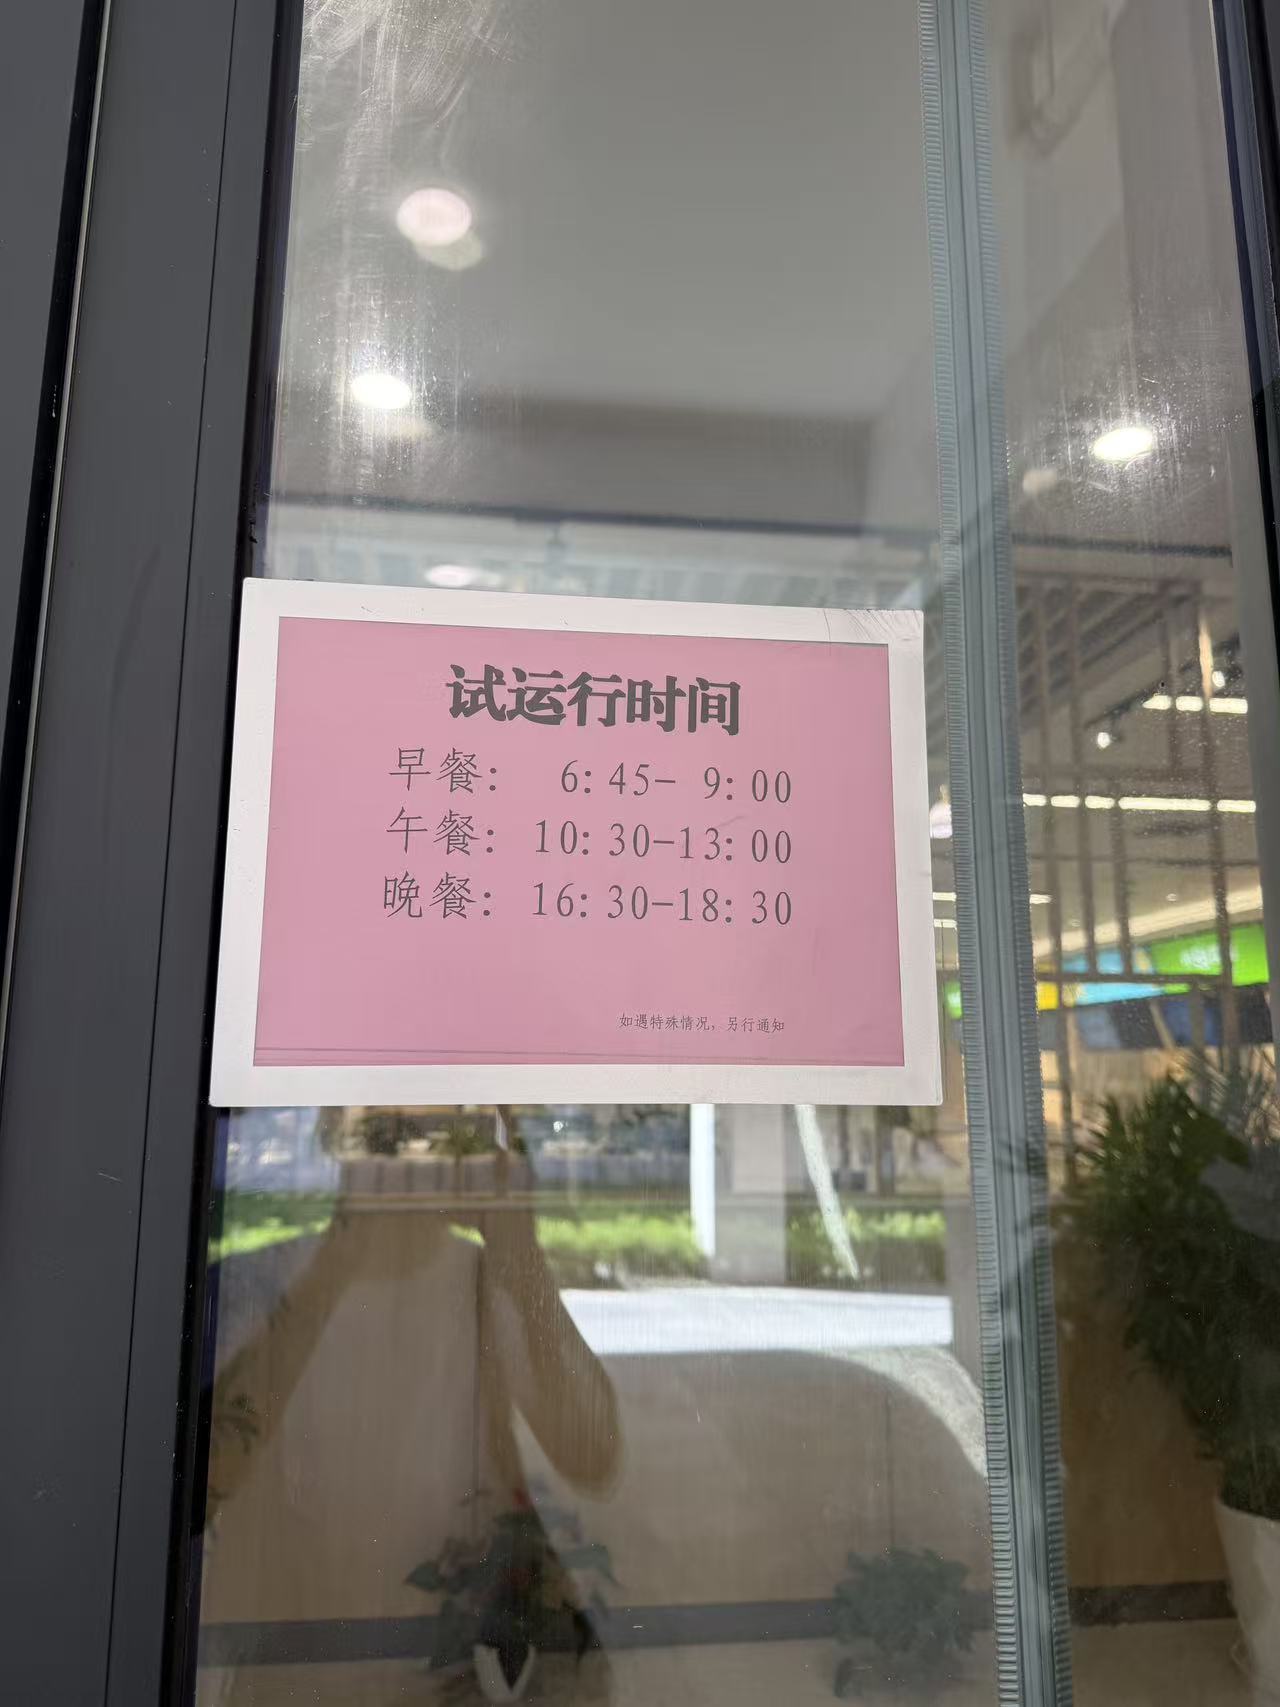 试运行时间
早餐： 6：45- 9：00
午餐：10：30-13：00
晚餐：16：30-18：30
如遇特殊情况，另行通知